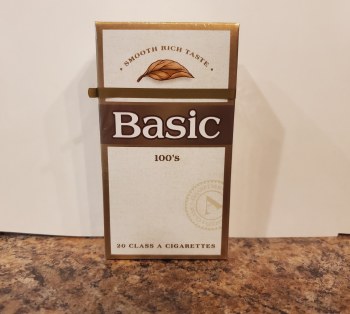 • SMOOTH RICH TASTE •
Basic
100's
N
20 CLASS A CIGARETTES